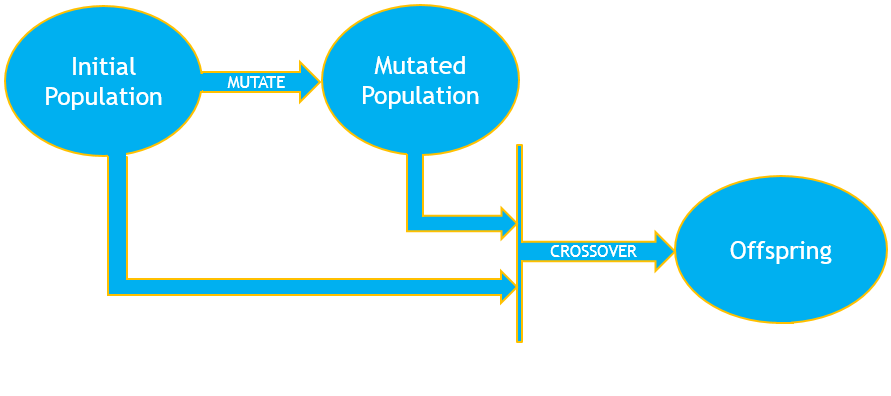 Initial
Population
MUTATE
Mutated
Population
CROSSOVER
Offspring